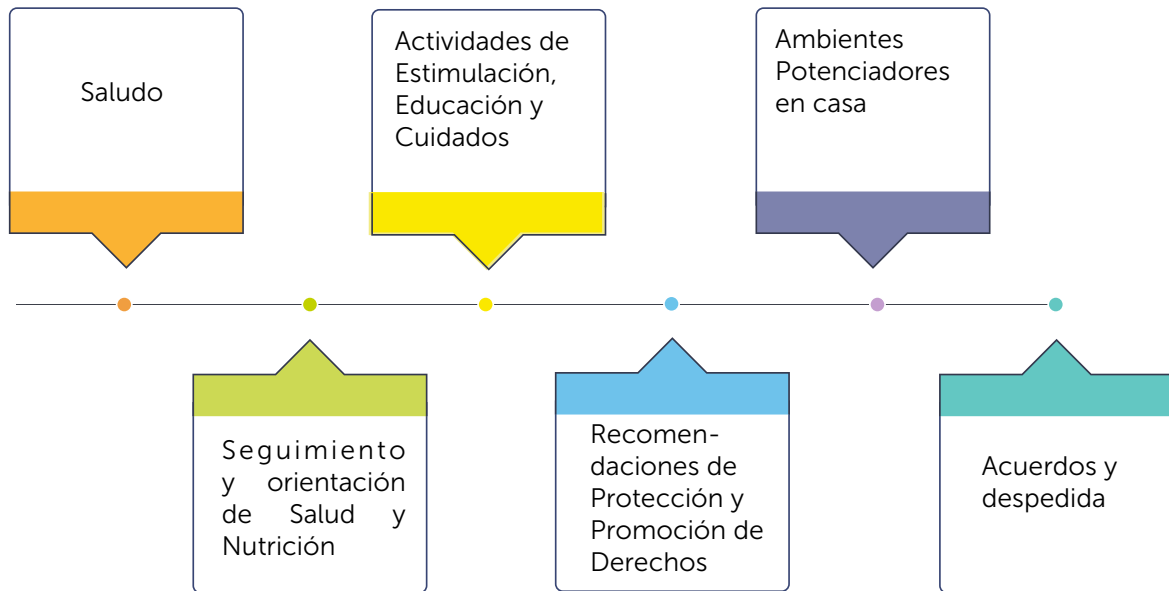 Saludo
Seguimiento
y orientación
de Salud y
Nutrición
Actividades de
Estimulación,
Educación y
Cuidados
Recomen-
daciones de
Protección y
Promoción de
Derechos
Ambientes
Potenciadores
en casa
Acuerdos y
despedida